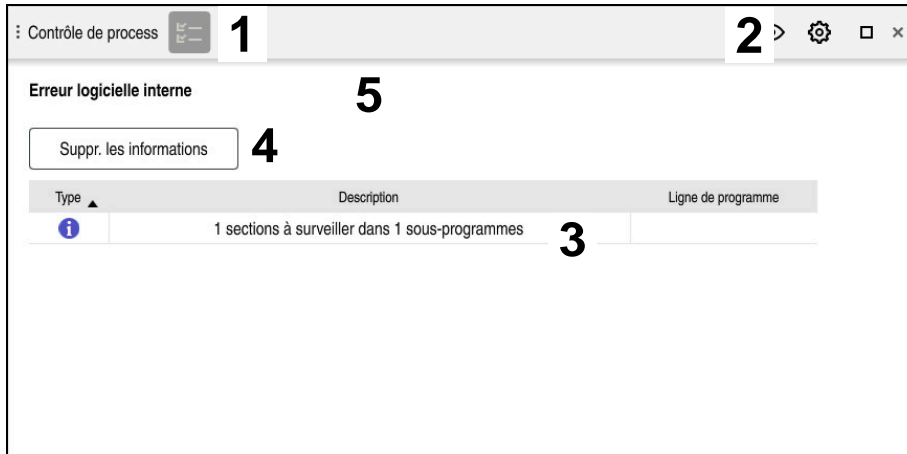 Contrôle de process 1 2
Erreur logicielle interne 5
Suppr. les informations 4
Type Description Ligne de programme
1 sections à surveiller dans 1 sous-programmes 3